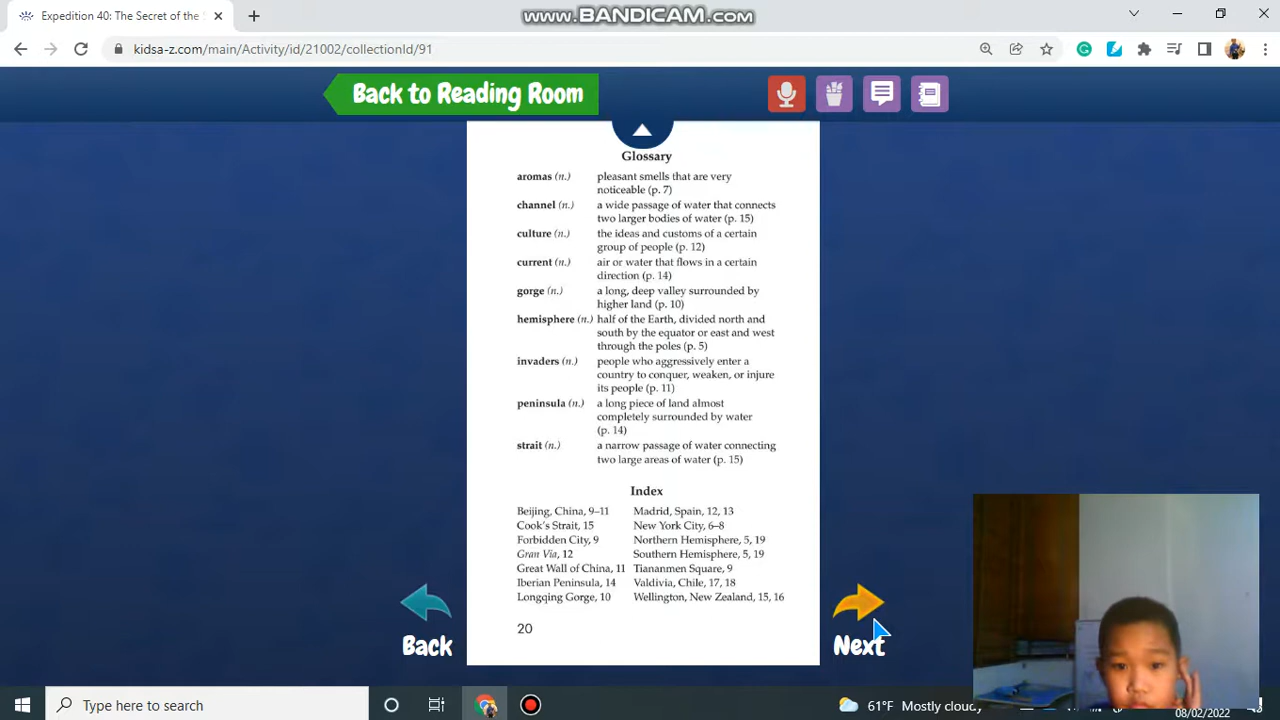 Expedition 40: The Secret of the
WWW.BANDICAM.COM
kidsa-z.com/main/Activity/id/21002/collectionId/91
Back to Reading Room
Glossary
aromas (n.) pleasant smells that are very
noticeable (p. 7)
channel (n.) a wide passage of water that connects
two larger bodies of water (p. 15)
culture (n.) the ideas and customs of a certain
group of people (p. 12)
current (n.) air or water that flows in a certain
direction (p. 14)
gorge (n.) a long, deep valley surrounded by
higher land (p. 10)
hemisphere (n.) half of the Earth, divided north and
south by the equator or east and west
through the poles (p. 5)
invaders (n.) people who aggressively enter a
country to conquer, weaken, or injure
its people (p. 11)
peninsula (n.) a long piece of land almost
completely surrounded by water
(p. 14)
strait (n.) a narrow passage of water connecting
two large areas of water (p. 15)
Index
Beijing, China, 9–11 Madrid, Spain, 12, 13
Cook's Strait, 15 New York City, 6–8
Forbidden City, 9 Northern Hemisphere, 5, 19
Gran Via, 12 Southern Hemisphere, 5, 19
Great Wall of China, 11 Tiananmen Square, 9
Iberian Peninsula, 14 Valdivia, Chile, 17, 18
Longqing Gorge, 10 Wellington, New Zealand, 15, 16
20
Back
Next
Type here to search
61°F Mostly cloudy
08/02/2022